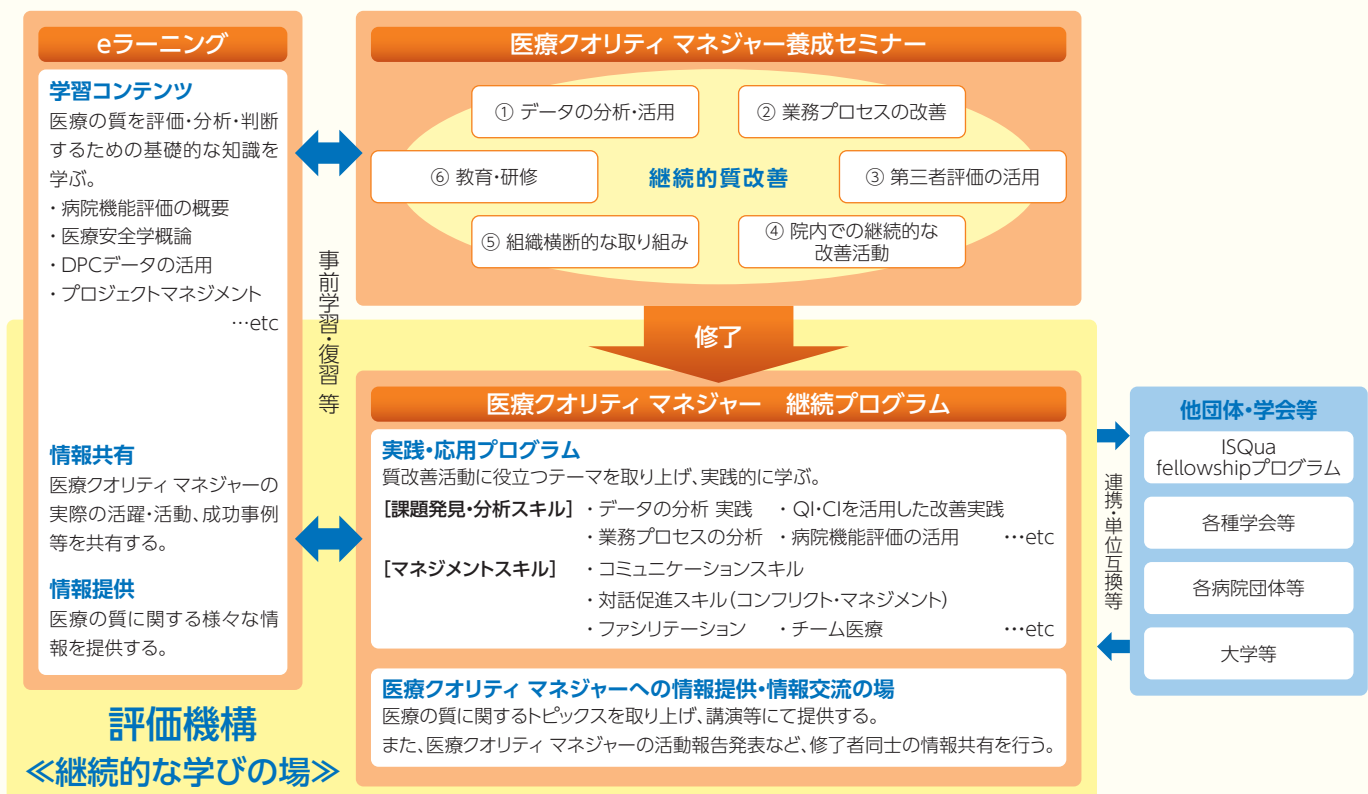 eラーニング
学習コンテンツ
医療の質を評価・分析・判断
するための基礎的な知識を
学ぶ。
・病院機能評価の概要
・医療安全学概論
・DPCデータの活用
・プロジェクトマネジメント
…etc
情報共有
医療クオリティ マネジャーの
実際の活躍・活動、成功事例
等を共有する。
情報提供
医療の質に関する様々な情
報を提供する。
事前学習・復習 等
医療クオリティ マネジャー養成セミナー
① データの分析・活用
② 業務プロセスの改善
⑥ 教育・研修
継続的質改善
③ 第三者評価の活用
⑤ 組織横断的な取り組み
④ 院内での継続的な
改善活動
修了
医療クオリティ マネジャー 継続プログラム
実践・応用プログラム
質改善活動に役立つテーマを取り上げ、実践的に学ぶ。
[課題発見・分析スキル] ・データの分析 実践 ・QI・CIを活用した改善実践
・業務プロセスの分析 ・病院機能評価の活用 …etc
[マネジメントスキル] ・コミュニケーションスキル
・対話促進スキル(コンフリクト・マネジメント)
・ファシリテーション ・チーム医療 …etc
医療クオリティ マネジャーへの情報提供・情報交流の場
医療の質に関するトピックスを取り上げ、講演等にて提供する。
また、医療クオリティ マネジャーの活動報告発表など、修了者同士の情報共有を行う。
連携・単位互換等
他団体・学会等
ISQua
fellowshipプログラム
各種学会等
各病院団体等
大学等
評価機構
≪継続的な学びの場≫